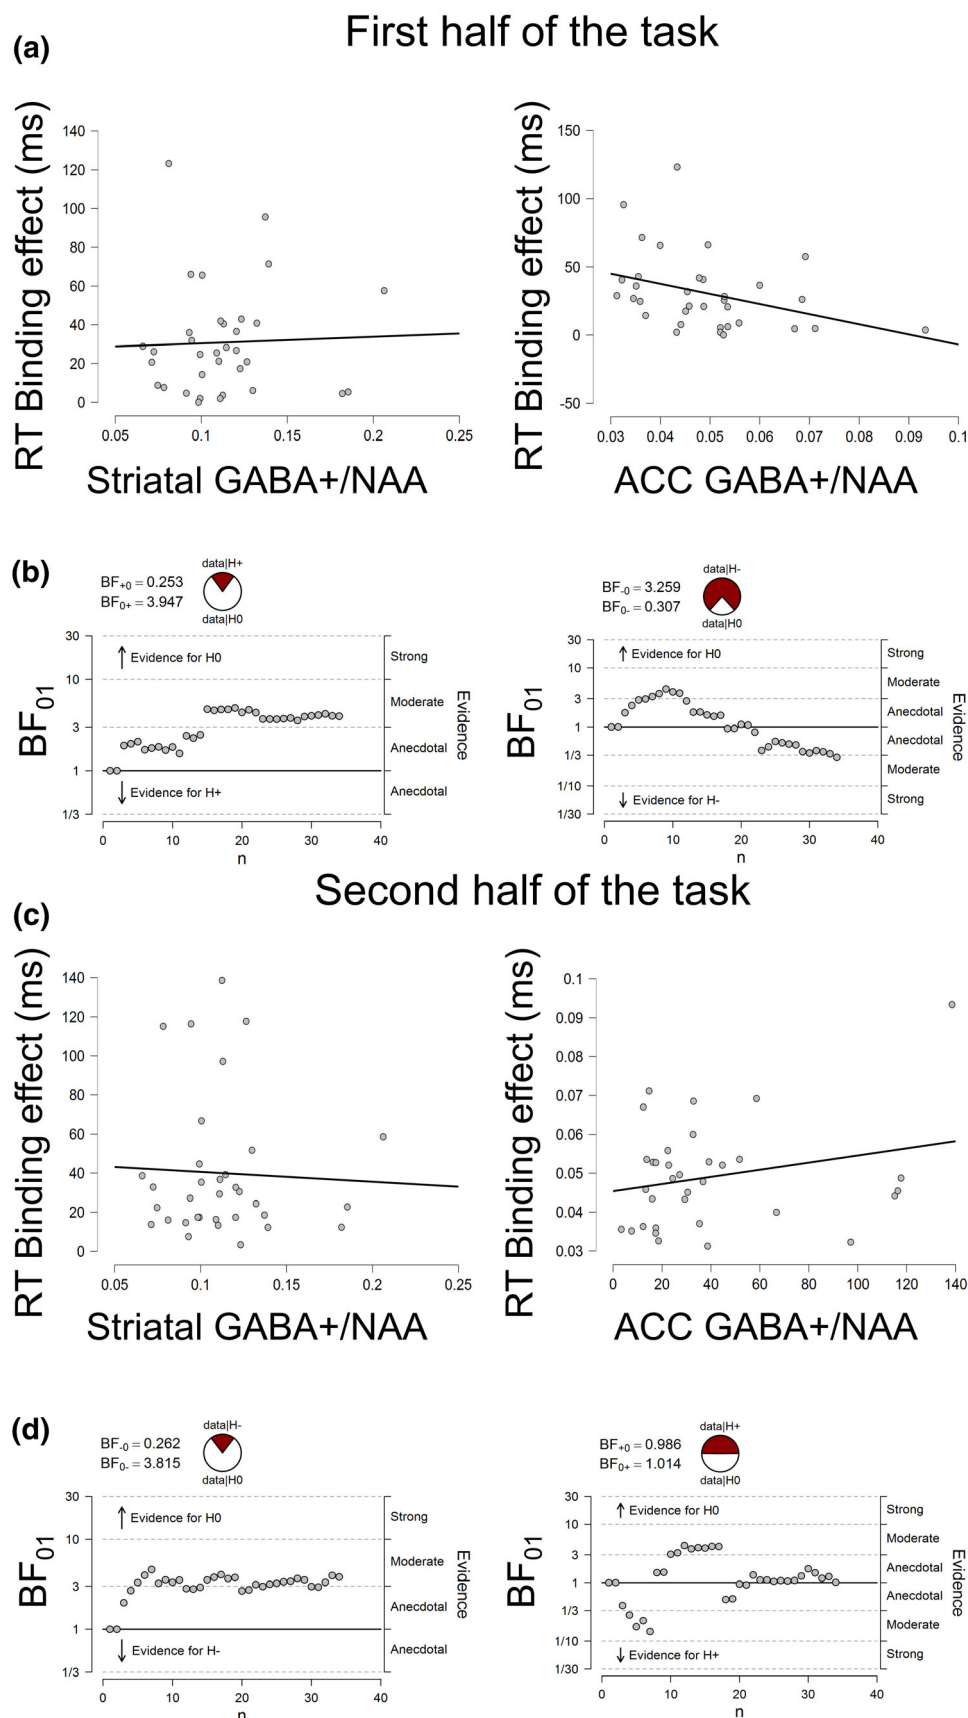 (a)
First half of the task
RT Binding effect (ms)
140
120
100
80
60
40
20
0
0.05
0.1
0.15
0.2
0.25
Striatal GABA+/NAA
RT Binding effect (ms)
150
100
50
0
-50
0.03
0.04
0.05
0.06
0.07
0.08
0.09
0.1
ACC GABA+/NAA
(b)
BF+0 = 0.253
BF0+ = 3.947
data|H+
data|H0
BF01
30
10
3
1
1/3
Evidence for H0
Evidence for H+
Strong
Moderate
Anecdotal
Anecdotal
Evidence
0
10
20
30
40
n
BF-0 = 3.259
BF0- = 0.307
data|H-
data|H0
BF01
30
10
3
1
1/3
1/10
1/30
Evidence for H0
Evidence for H-
Strong
Moderate
Anecdotal
Anecdotal
Moderate
Strong
Evidence
0
10
20
30
40
n
Second half of the task
(c)
RT Binding effect (ms)
140
120
100
80
60
40
20
0
0.05
0.1
0.15
0.2
0.25
Striatal GABA+/NAA
RT Binding effect (ms)
0.1
0.09
0.08
0.07
0.06
0.05
0.04
0.03
0
20
40
60
80
100
120
140
ACC GABA+/NAA
(d)
BF-0 = 0.262
BF0- = 3.815
data|H-
data|H0
BF01
30
10
3
1
1/3
Evidence for H0
Evidence for H-
Strong
Moderate
Anecdotal
Anecdotal
Evidence
0
10
20
30
40
n
BF+0 = 0.986
BF0+ = 1.014
data|H+
data|H0
BF01
30
10
3
1
1/3
1/10
1/30
Evidence for H0
Evidence for H+
Strong
Moderate
Anecdotal
Anecdotal
Moderate
Strong
Evidence
0
10
20
30
40
n